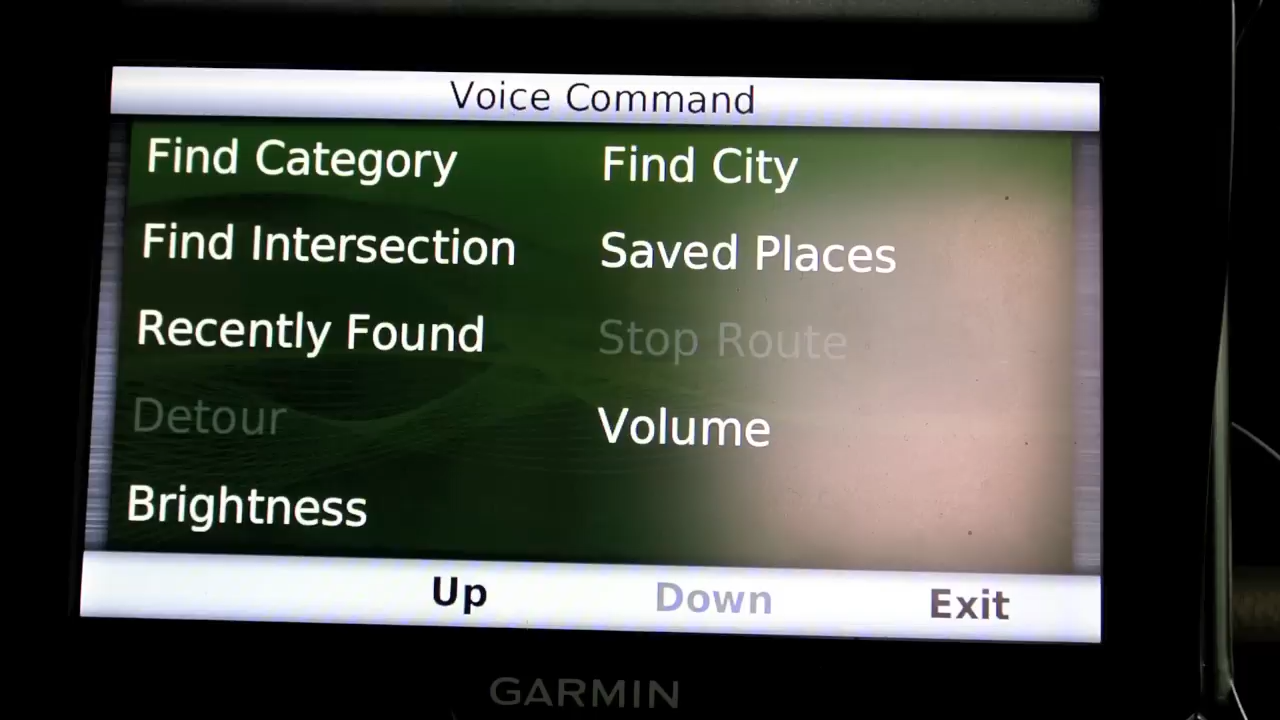 Voice Command
Find Category
Find City
Find Intersection
Saved Places
Recently Found
Stop Route
Detour
Volume
Brightness
Up
Down
Exit
GARMIN